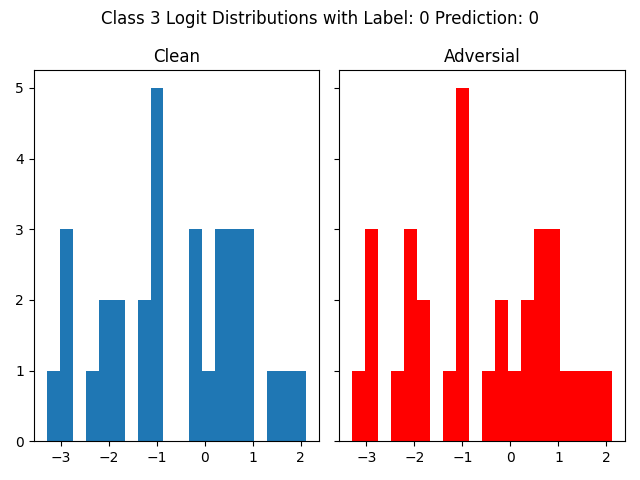 Class 3 Logit Distributions with Label: 0 Prediction: 0
Clean
Adversial
5
4
3
2
1
0
−3 −2 −1 0 1 2
−3 −2 −1 0 1 2